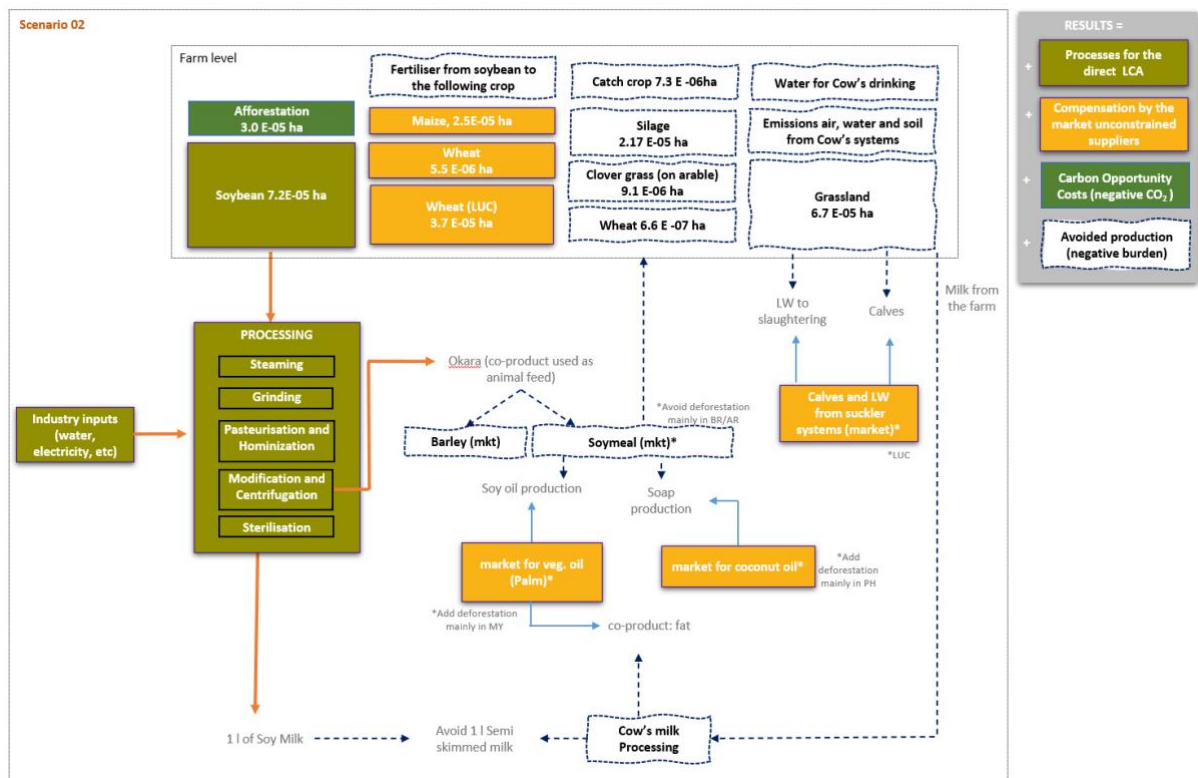 Scenario 02
Farm level
Afforestation
3.0 E-05 ha
Soybean 7.2E-05 ha
Fertiliser from soybean to
the following crop
Maize, 2.5E-05 ha
Wheat
5.5 E-06 ha
Wheat (LUC)
3.7 E-05 ha
Catch crop 7.3 E -06ha
Silage
2.17 E-05 ha
Clover grass (on arable)
9.1 E-06 ha
Wheat 6.6 E -07 ha
Water for Cow's drinking
Emissions air, water and soil
from Cow's systems
Grassland
6.7 E-05 ha
RESULTS =
+
Processes for the
direct LCA
+
Compensation by the
market unconstrained
suppliers
+
Carbon Opportunity
Cost (negative CO₂)
+
Avoided production
(negative burden)
LW to
slaughtering
Calves
Milk from
the farm
PROCESSING
Steaming
Grinding
Pasteurisation and
Hominization
Modification and
Centrifugation
Sterilisation
Industry inputs
(water,
electricity, etc)
Okara (co-product used as
animal feed)
*Avoid deforestation
mainly in BR/AR
Barley (mkt)
Soymeal (mkt)*
Calves and LW
from suckler
systems (market)*
*LUC
Soy oil production
Soap
production
market for veg. oil
(Palm)*
market for coconut oil*
*Add
deforestation
mainly in PH
*Add deforestation
mainly in MY
co-product: fat
1 l of Soy Milk
Avoid 1 l Semi
skimmed milk
Cow's milk
Processing